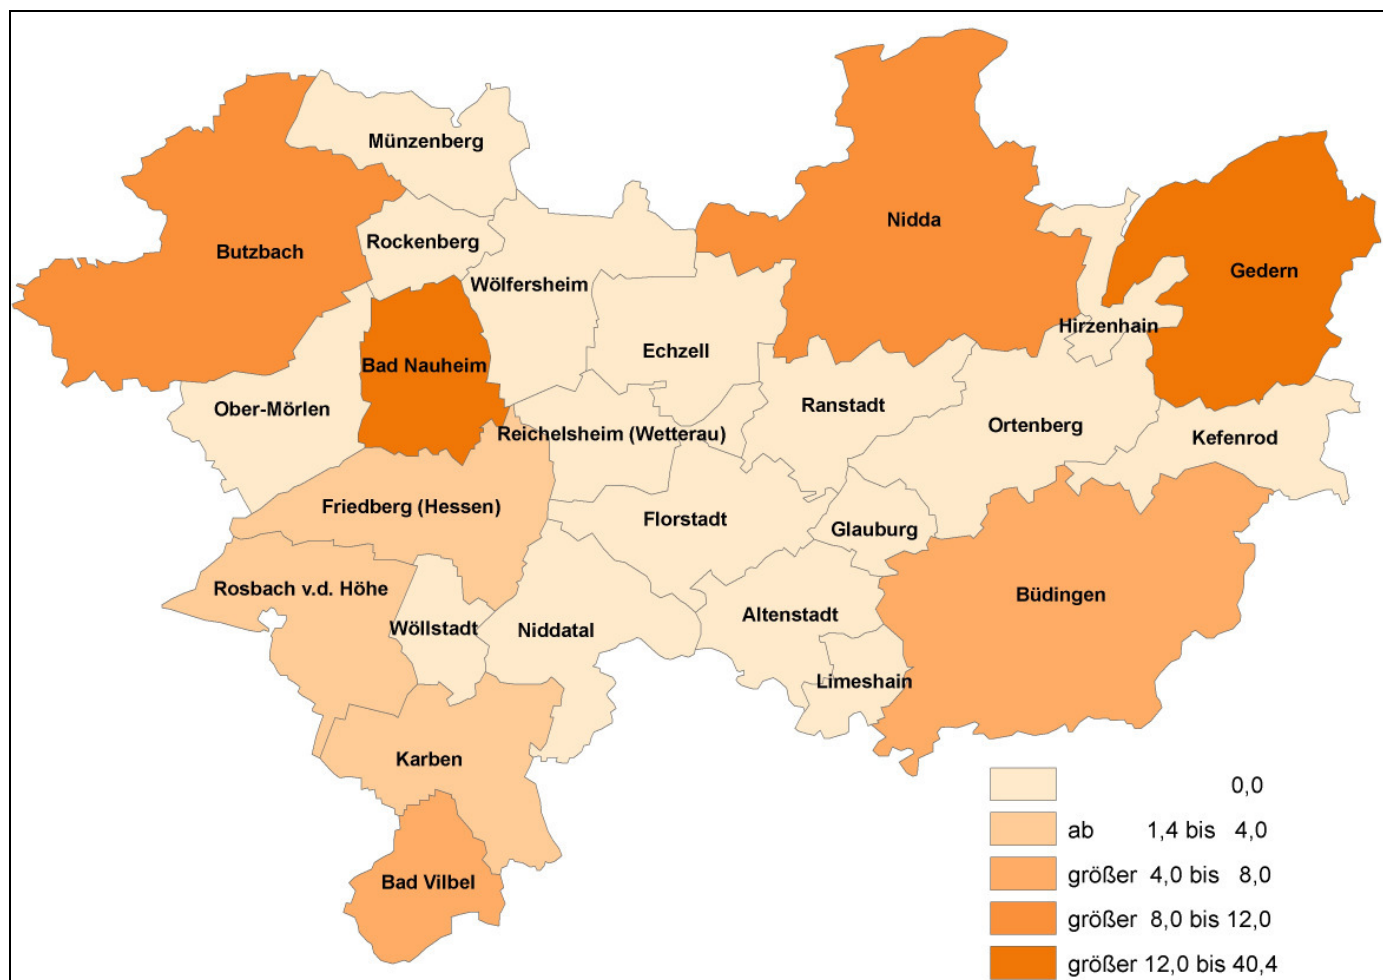 Münzenberg
Nidda
Rockenberg
Butzbach
Gedern
Wölfersheim
Hirzenhain
Echzell
Bad Nauheim
Ranstadt
Ober-Mörlen
Ortenberg
Reichelsheim (Wetterau)
Kefenrod
Friedberg (Hessen)
Florstadt
Glauburg
Rosbach v.d. Höhe
Büdingen
Altenstadt
Wöllstadt
Niddatal
Limeshain
Karben
Bad Vilbel
0,0
ab 1,4 bis 4,0
größer 4,0 bis 8,0
größer 8,0 bis 12,0
größer 12,0 bis 40,4